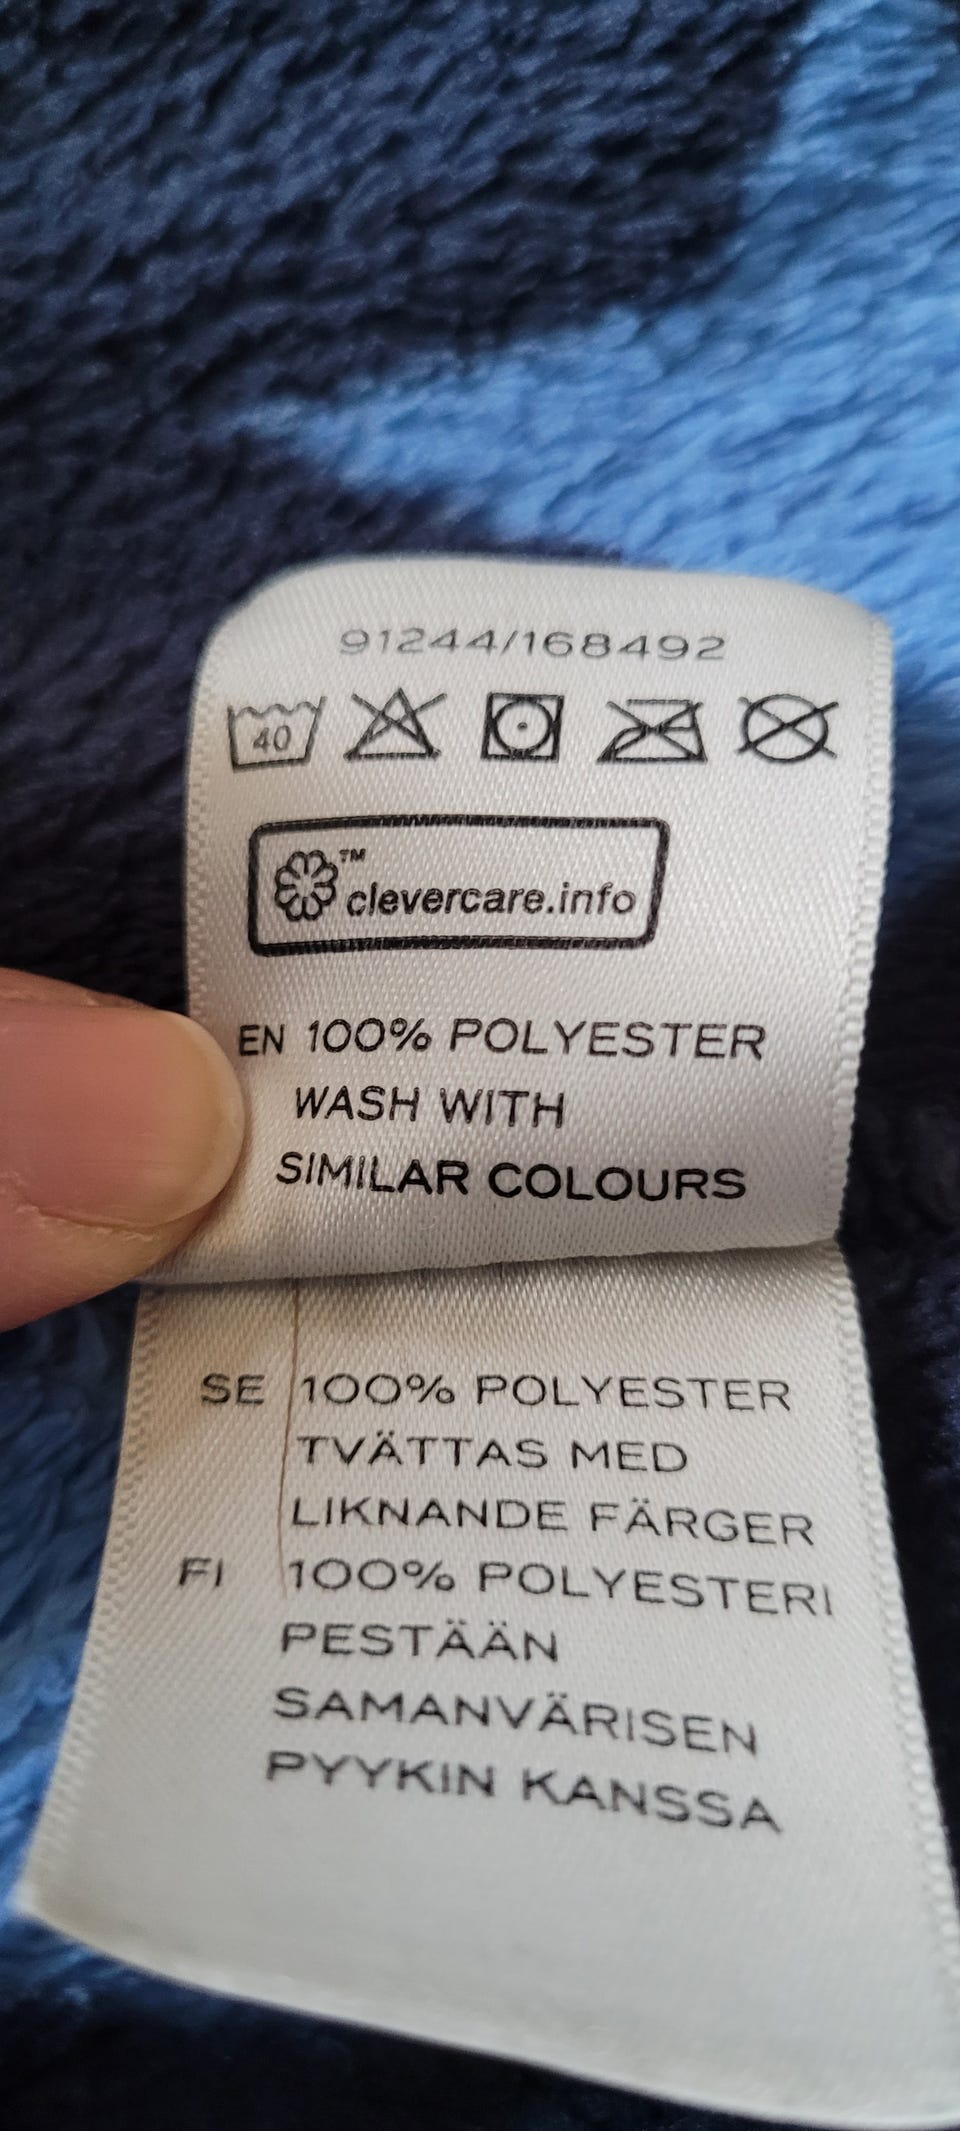 91244/168492
40
™
clevercare.info
EN 100% POLYESTER
WASH WITH
SIMILAR COLOURS
SE 100% POLYESTER
TVÄTTAS MED
LIKNANDE FÄRGER
FI 100% POLYESTERI
PESTÄÄN
SAMANVÄRISEN
PYYKIN KANSSA